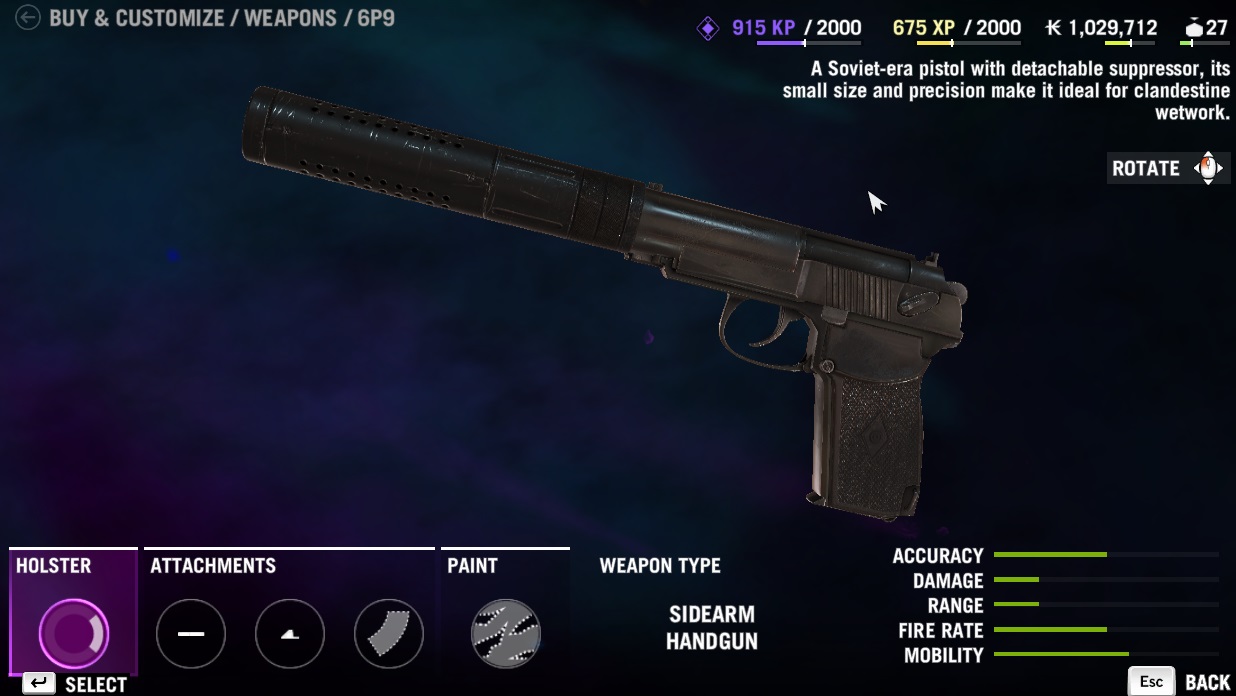 BUY & CUSTOMIZE / WEAPONS / 6P9
915 KP / 2000
675 XP / 2000
1,029,712
27
A Soviet-era pistol with detachable suppressor, its
small size and precision make it ideal for clandestine
wetwork.
ROTATE
HOLSTER
ATTACHMENTS
PAINT
WEAPON TYPE
SIDEARM
HANDGUN
ACCURACY
DAMAGE
RANGE
FIRE RATE
MOBILITY
SELECT
Esc BACK